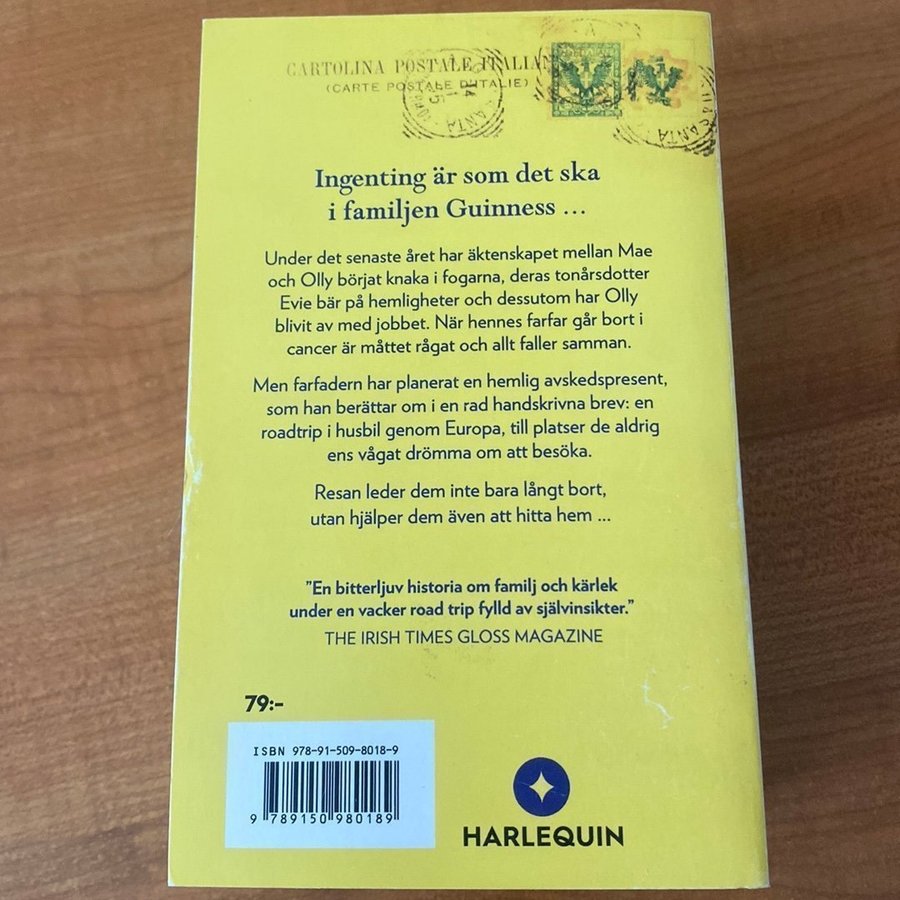 CARTOLINA POSTALE ITALIAN
(CARTE POSTALE D'ITALIE)
Ingenting är som det ska
i familjen Guinness ...
Under det senaste året har äktenskapet mellan Mae
och Olly börjat knaka i fogarna, deras tonårsdotter
Evie bär på hemligheter och dessutom har Olly
blivit av med jobbet. När hennes farfar går bort i
cancer är måttet rågat och allt faller samman.
Men farfadern har planerat en hemlig avskedspresent,
som han berättar om i en rad handskrivna brev: en
roadtrip i husbil genom Europa, till platser de aldrig
ens vågat drömma om att besöka.
Resan leder dem inte bara långt bort,
utan hjälper dem även att hitta hem ...
"En bitterljuv historia om familj och kärlek
under en vacker road trip fylld av självinsikter."
THE IRISH TIMES GLOSS MAGAZINE
79:-
ISBN 978-91-509-8018-9
9 789150 980189
HARLEQUIN